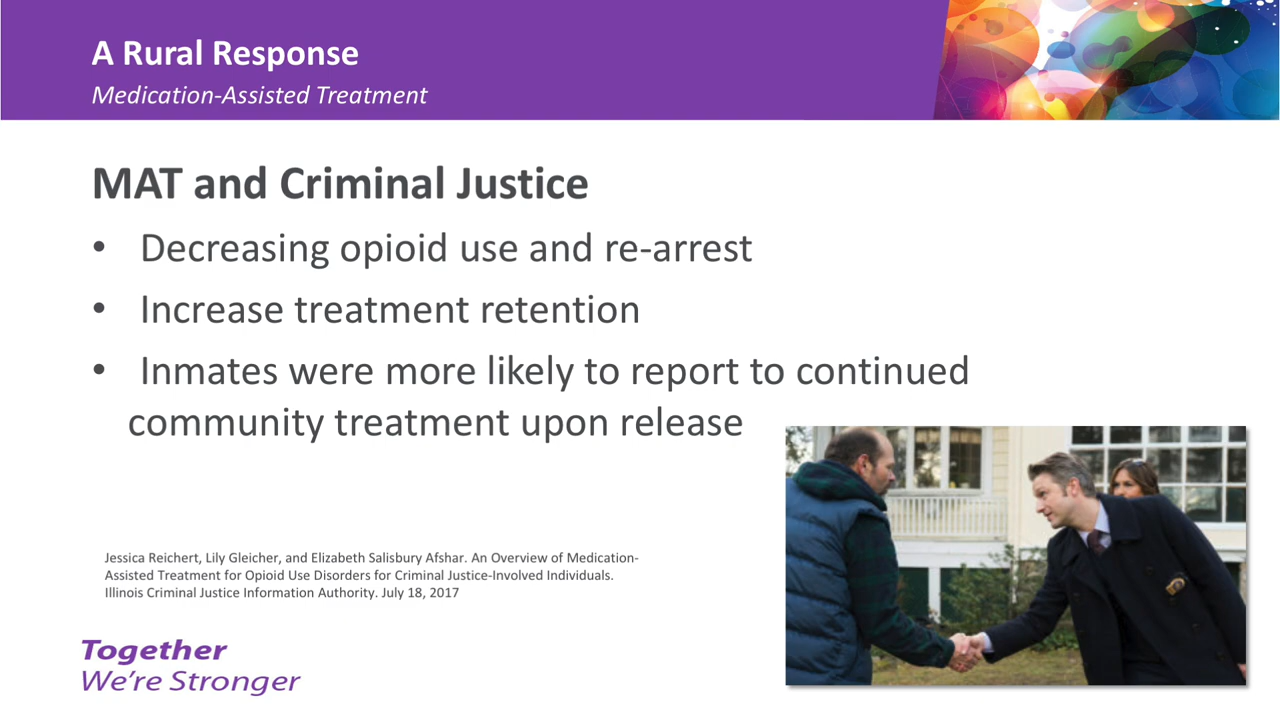 A Rural Response
Medication-Assisted Treatment
MAT and Criminal Justice
• Decreasing opioid use and re-arrest
• Increase treatment retention
• Inmates were more likely to report to continued
community treatment upon release
Jessica Reichert, Lily Gleicher, and Elizabeth Salisbury Afshar. An Overview of Medication-
Assisted Treatment for Opioid Use Disorders for Criminal Justice-Involved Individuals.
Illinois Criminal Justice Information Authority. July 18, 2017
Together
We’re Stronger